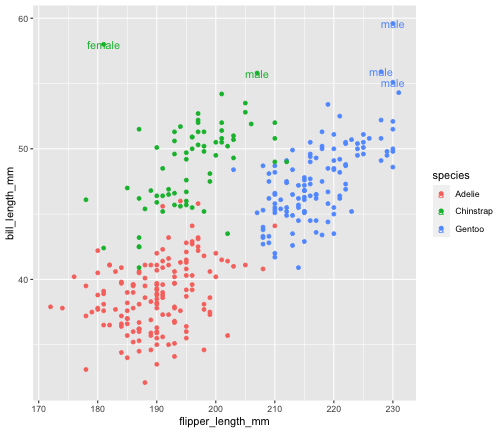 60
50
40
male
female
male
male
male
bill_length_mm
170
180
190
200
210
220
230
flipper_length_mm
species
a
Adelie
a
Chinstrap
a
Gentoo